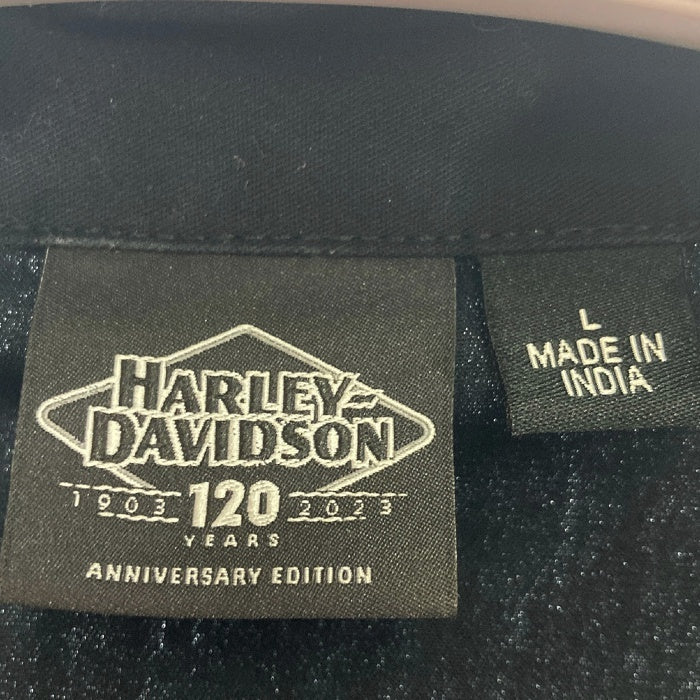 HARLEY-
DAVIDSON
1903 120 2023
YEARS
ANNIVERSARY EDITION
L
MADE IN
INDIA